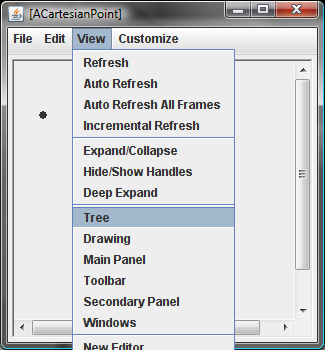 [ACartesianPoint]
File Edit View Customize
Refresh
Auto Refresh
Auto Refresh All Frames
Incremental Refresh
Expand/Collapse
Hide/Show Handles
Deep Expand
Tree
Drawing
Main Panel
Toolbar
Secondary Panel
Windows
New Editor